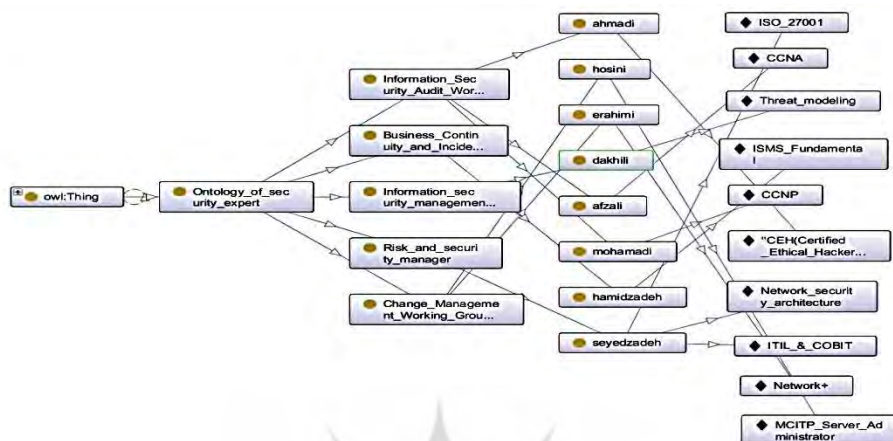 owl:Thing
Ontology_of_sec
urity_expert
Information_Sec
urity_Audit_Wor...
Business_Contin
uity_and_Incide...
Information_sec
urity_managemen...
Risk_and_securi
ty_manager
Change_Manageme
nt_Working_Grou...
ahmadi
hosini
erahimi
dakhili
afzali
mohamadi
hamidzadeh
seyedzadeh
ISO_27001
CCNA
Threat_modeling
ISMS_Fundamenta
l
CCNP
"CEH(Certified
_Ethical_Hacker...
Network_securit
y_architecture
ITIL_&_COBIT
Network+
MCITP_Server_Ad
ministrator